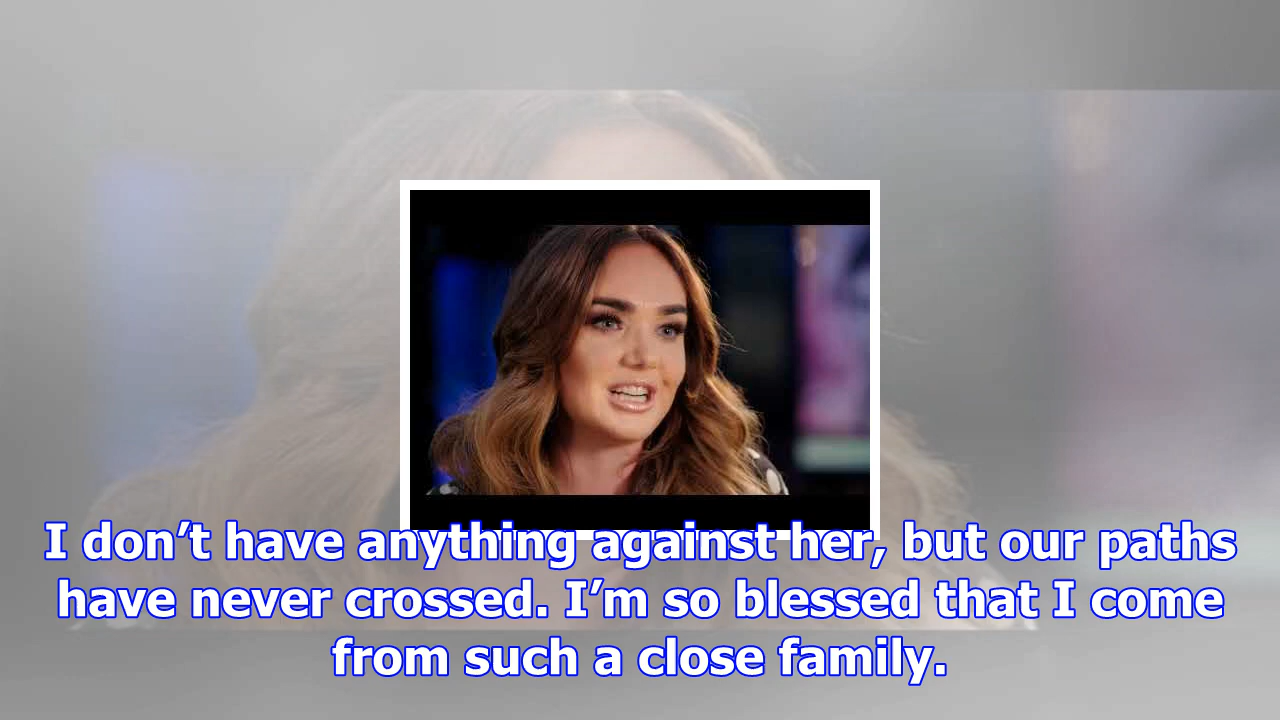 I don’t have anything against her, but our paths
have never crossed. I’m so blessed that I come
from such a close family.